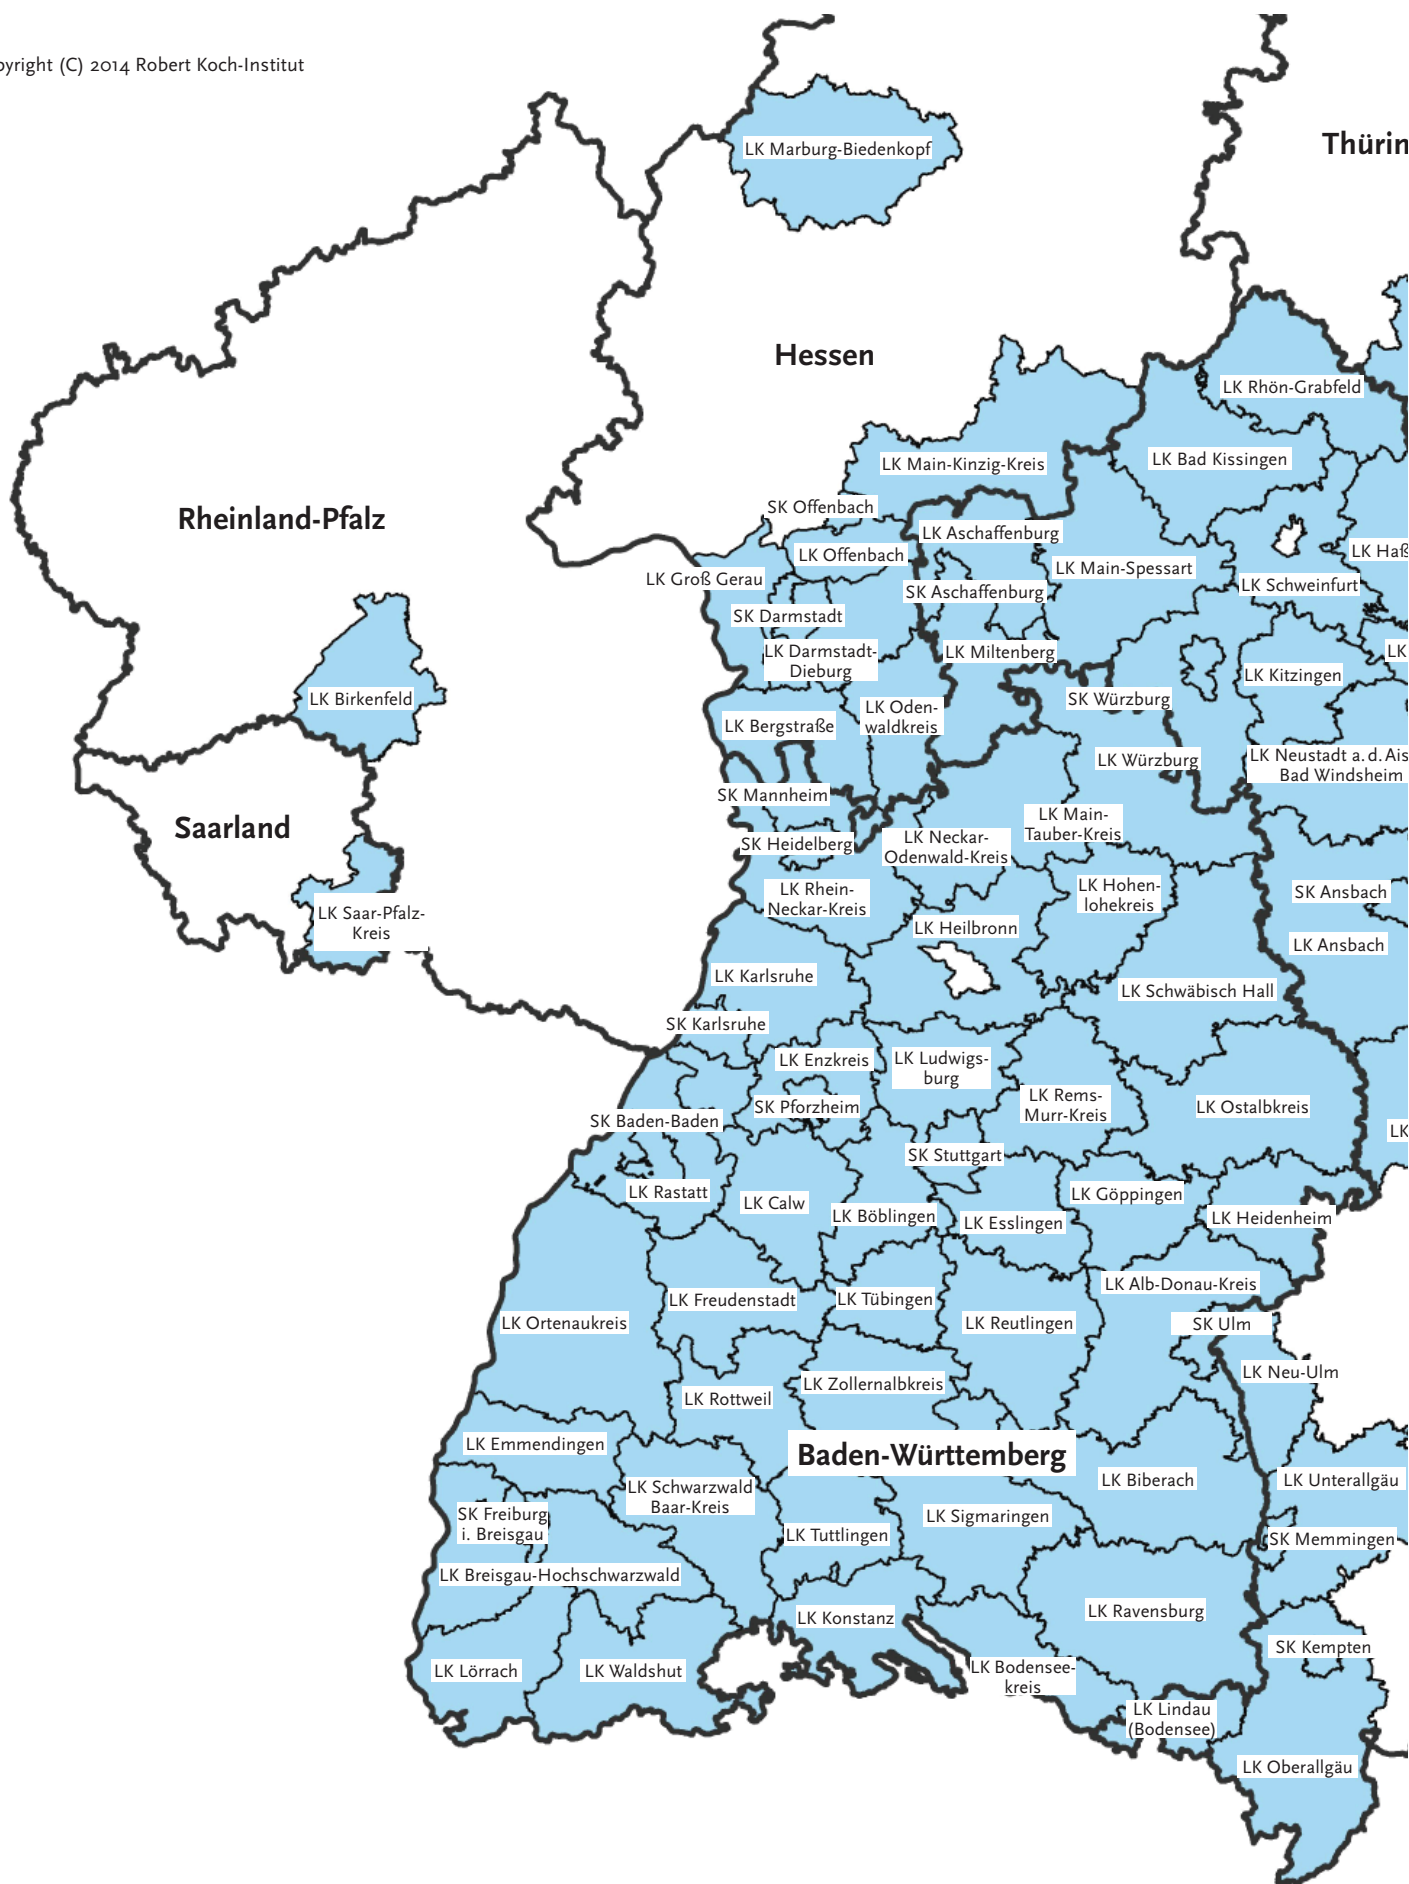 pyright (C) 2014 Robert Koch-Institut
Thürin
LK Marburg-Biedenkopf
Hessen
LK Rhön-Grabfeld
LK Main-Kinzig-Kreis
LK Bad Kissingen
SK Offenbach
Rheinland-Pfalz
LK Aschaffenburg
LK Offenbach
LK Haß
LK Main-Spessart
LK Groß Gerau
LK Schweinfurt
SK Aschaffenburg
SK Darmstadt
LK Darmstadt-
Dieburg
LK Miltenberg
LK
LK Kitzingen
LK Birkenfeld
SK Würzburg
LK Oden-
waldkreis
LK Bergstraße
LK Würzburg
LK Neustadt a.d.Ais
Bad Windsheim
SK Mannheim
Saarland
LK Main-
Tauber-Kreis
SK Heidelberg
LK Neckar-
Odenwald-Kreis
LK Rhein-
Neckar-Kreis
LK Hohen-
lohekreis
SK Ansbach
LK Saar-Pfalz-
Kreis
LK Heilbronn
LK Ansbach
LK Karlsruhe
LK Schwäbisch Hall
SK Karlsruhe
LK Enzkreis
LK Ludwigs-
burg
SK Pforzheim
LK Rems-
Murr-Kreis
LK Ostalbkreis
SK Baden-Baden
LK
SK Stuttgart
LK Rastatt
LK Calw
LK Göppingen
LK Böblingen
LK Esslingen
LK Heidenheim
LK Alb-Donau-Kreis
LK Freudenstadt
LK Tübingen
LK Ortenaukreis
LK Reutlingen
SK Ulm
LK Neu-Ulm
LK Zollernalbkreis
LK Rottweil
LK Emmendingen
Baden-Württemberg
LK Biberach
LK Unterallgäu
LK Schwarzwald
Baar-Kreis
SK Freiburg
i. Breisgau
LK Sigmaringen
LK Tuttlingen
SK Memmingen
LK Breisgau-Hochschwarzwald
LK Konstanz
LK Ravensburg
SK Kempten
LK Lörrach
LK Waldshut
LK Bodensee-
kreis
LK Lindau
(Bodensee)
LK Oberallgäu